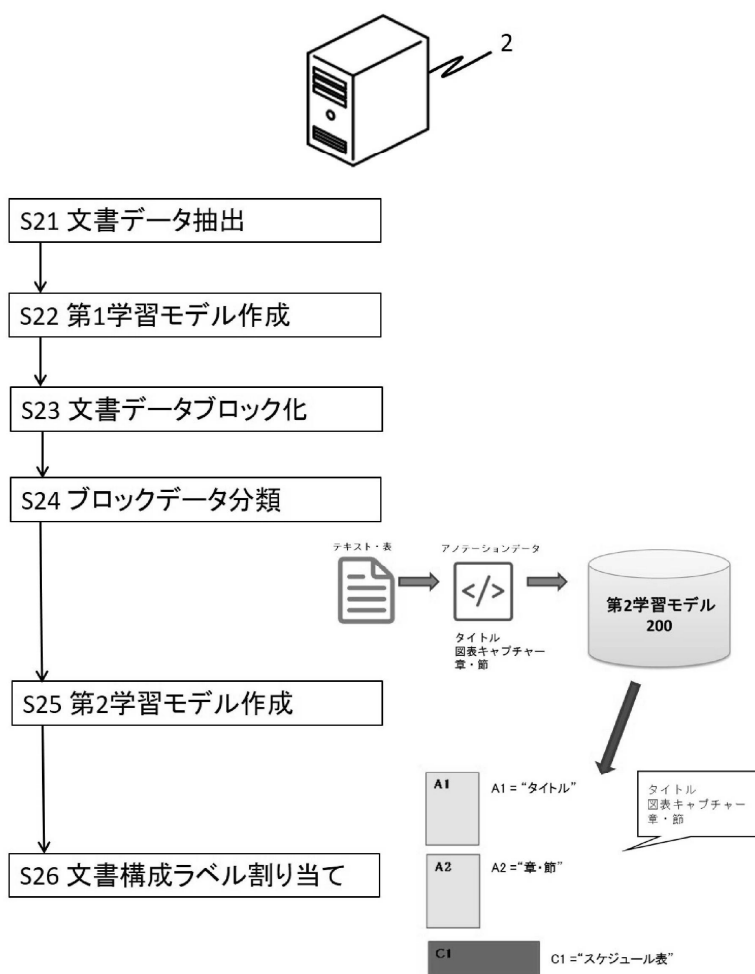 2
S21 文書データ抽出
S22 第1学習モデル作成
S23 文書データブロック化
S24 ブロックデータ分類
テキスト・表
アノテーションデータ
</>
タイトル
図表キャプチャー
章・節
第2学習モデル
200
S25 第2学習モデル作成
A1
A1 = “タイトル”
タイトル
図表キャプチャー
章・節
S26 文書構成ラベル割り当て
A2
A2 = “章・節”
C1
C1 =“スケジュール表”